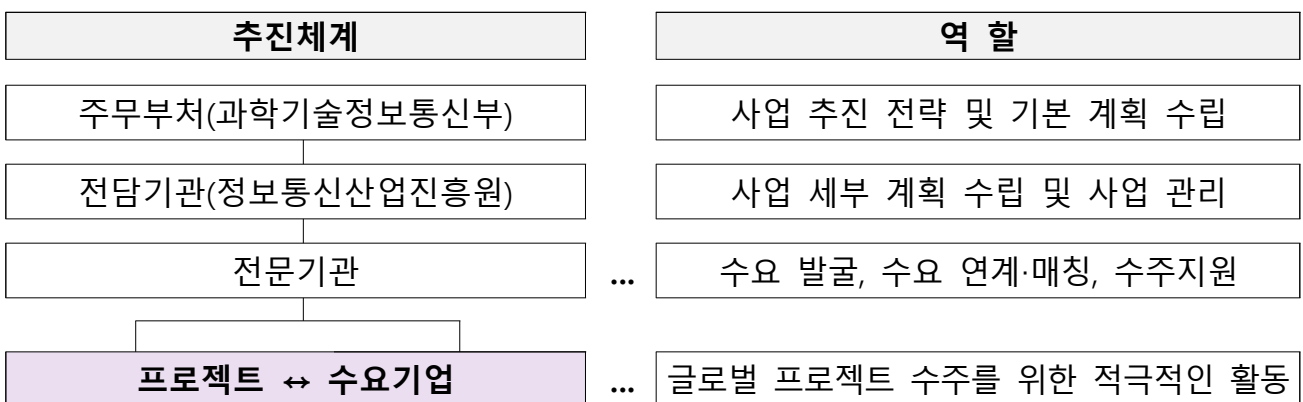 추진체계 역 할
주무부처(과학기술정보통신부) 사업 추진 전략 및 기본 계획 수립
전담기관(정보통신산업진흥원) 사업 세부 계획 수립 및 사업 관리
전문기관 ... 수요 발굴, 수요 연계·매칭, 수주지원
프로젝트 ↔ 수요기업 ... 글로벌 프로젝트 수주를 위한 적극적인 활동